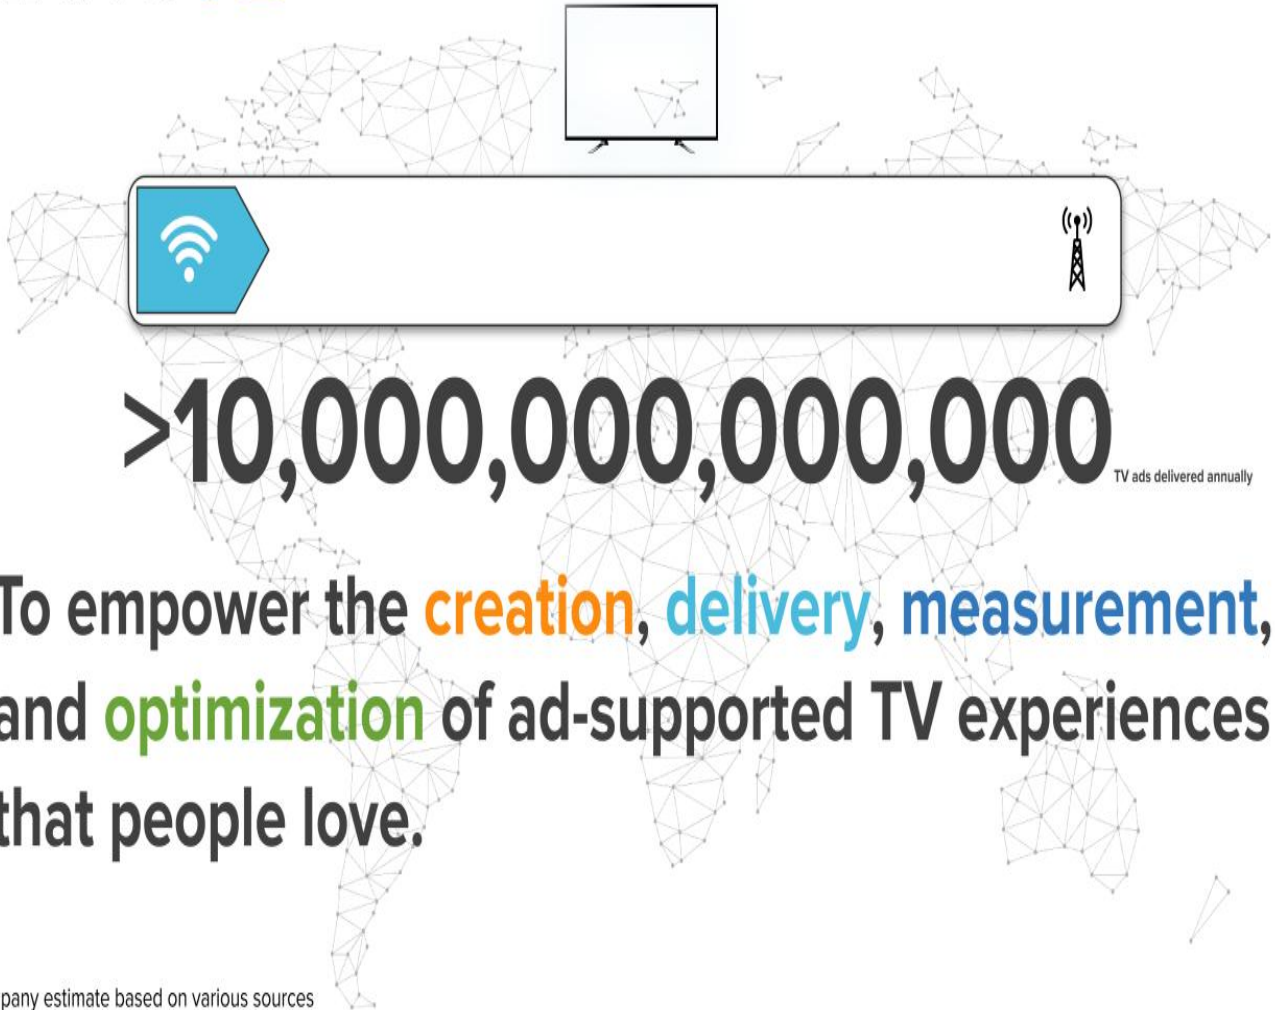 >10,000,000,000,000
TV ads delivered annually
To empower the creation, delivery, measurement,
and optimization of ad-supported TV experiences
that people love.
pany estimate based on various sources